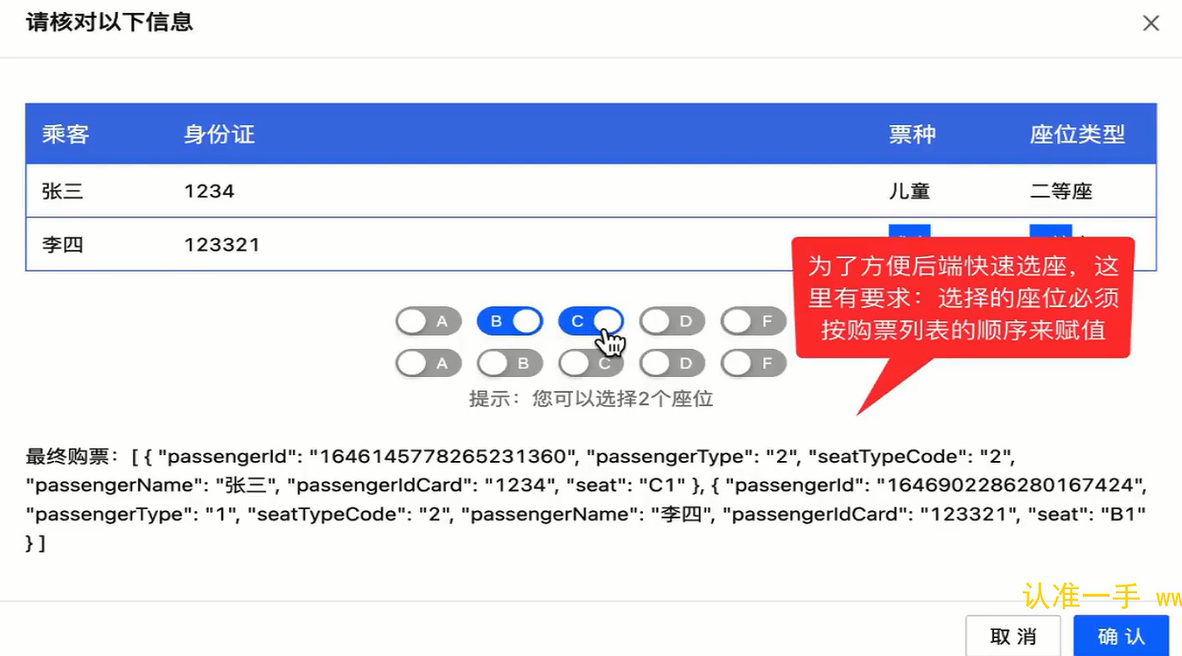 请核对以下信息
乘客 身份证 票种 座位类型
张三 1234 儿童 二等座
李四 123321
为了方便后端快速选座，这
里有要求：选择的座位必须
按购票列表的顺序来赋值
A B C D F
A B C D F
提示：您可以选择2个座位
最终购票： [ { "passengerId": "1646145778265231360", "passengerType": "2", "seatTypeCode": "2",
"passengerName": "张三", "passengerIdCard": "1234", "seat": "C1" }, { "passengerId": "1646902286280167424",
"passengerType": "1", "seatTypeCode": "2", "passengerName": "李四", "passengerIdCard": "123321", "seat": "B1"
} ]
认准一手 ww
取 消 确 认